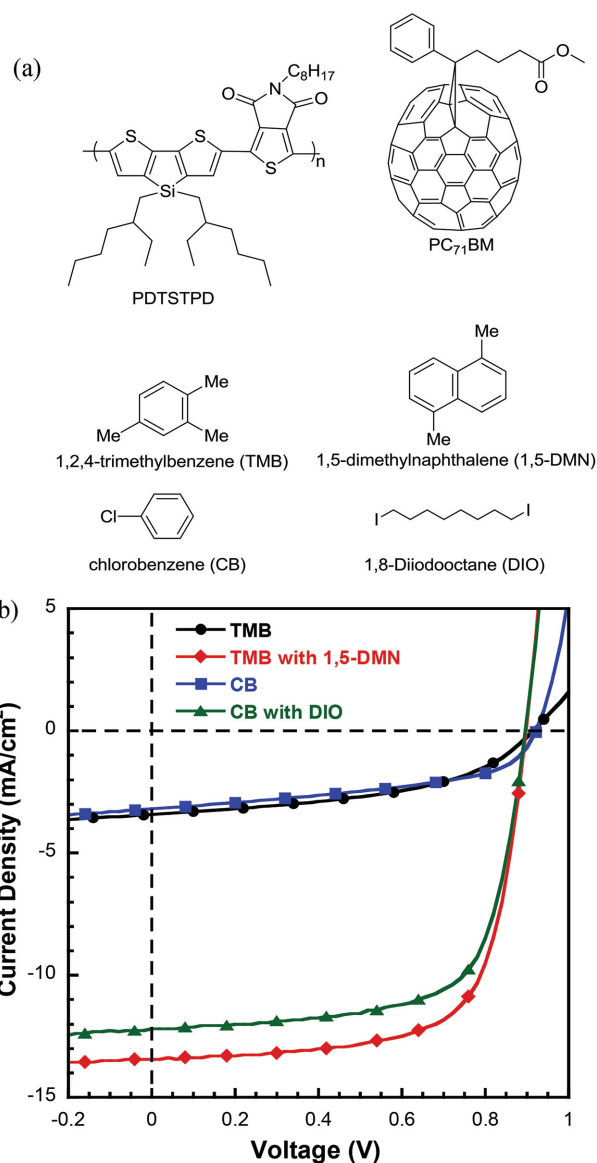 (a)
C₈H₁₇
N
O
O
S
S
S
n
Si
PDTSTPD
O
O
PC₇₁BM
Me
Me
Me
1,2,4-trimethylbenzene (TMB)
Me
Me
1,5-dimethylnaphthalene (1,5-DMN)
Cl
chlorobenzene (CB)
I
I
1,8-Diiodooctane (DIO)
b)
TMB
TMB with 1,5-DMN
CB
CB with DIO
Current Density (mA/cm²)
5
0
-5
-10
-15
-0.2
0
0.2
0.4
0.6
0.8
1
Voltage (V)